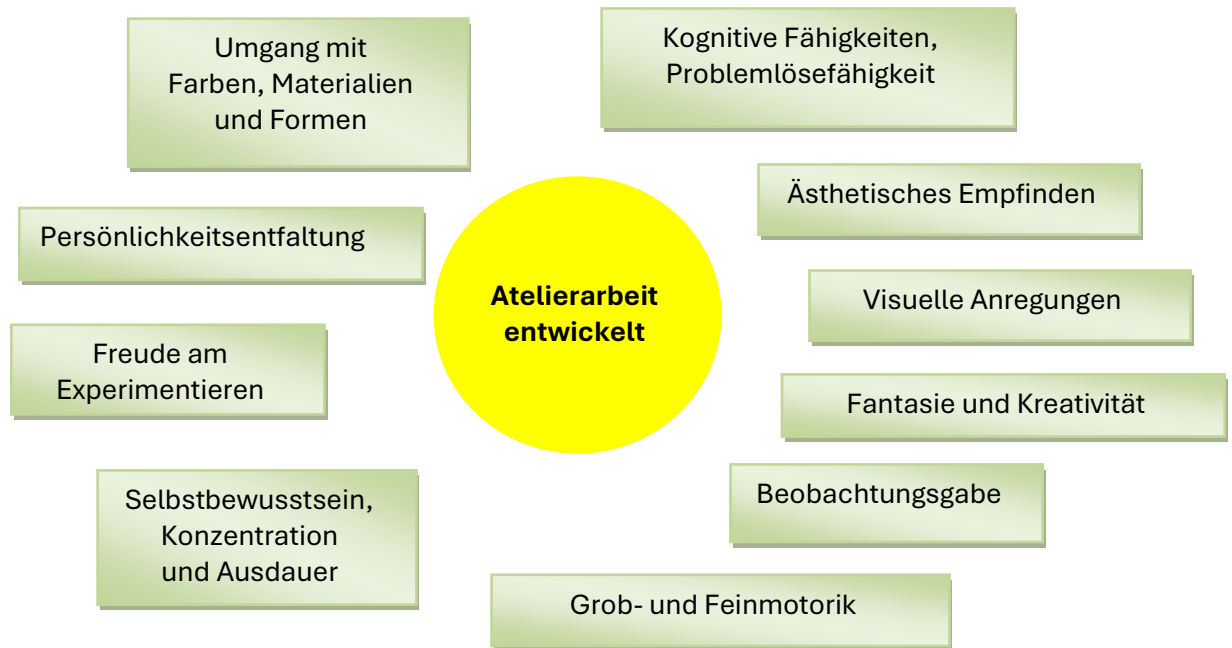 Umgang mit
Farben, Materialien
und Formen
Kognitive Fähigkeiten,
Problemlösefähigkeit
Ästhetisches Empfinden
Persönlichkeitsentfaltung
Atelierarbeit
entwickelt
Visuelle Anregungen
Freude am
Experimentieren
Fantasie und Kreativität
Selbstbewusstsein,
Konzentration
und Ausdauer
Beobachtungsgabe
Grob- und Feinmotorik